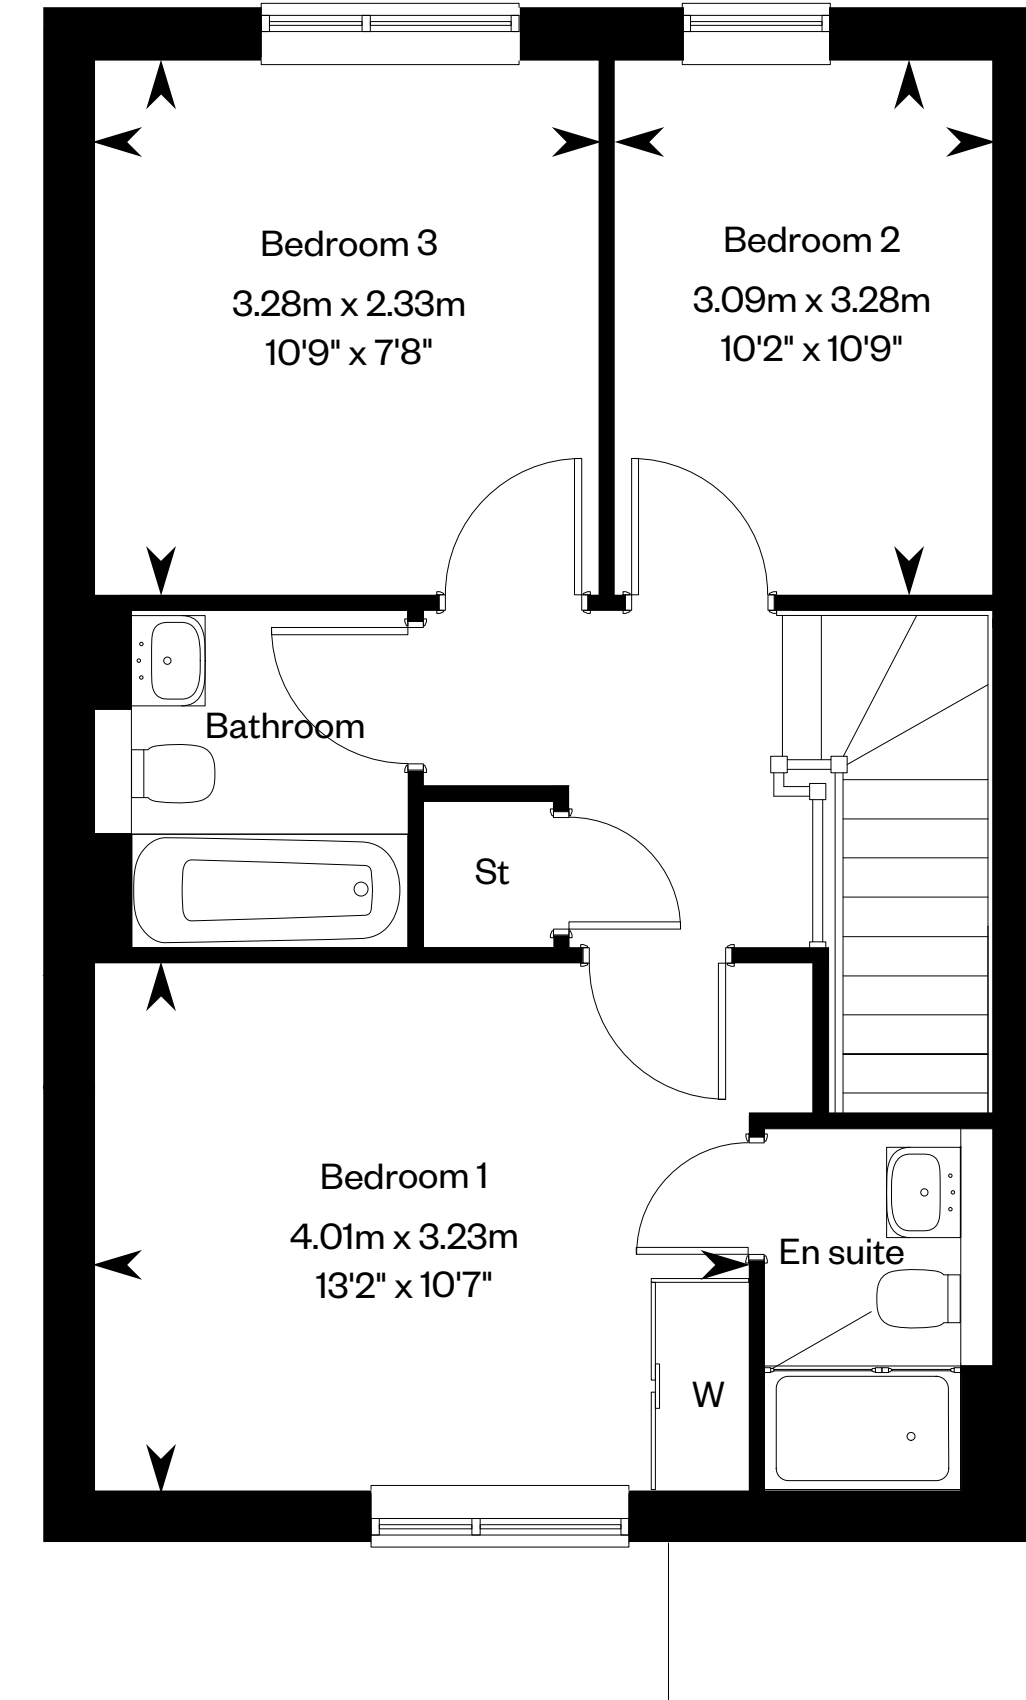 Bedroom 3
3.28m x 2.33m
10'9" x 7'8"
Bedroom 2
3.09m x 3.28m
10'2" x 10'9"
Bathroom
St
Bedroom 1
4.01m x 3.23m
13'2" x 10'7"
En suite
W